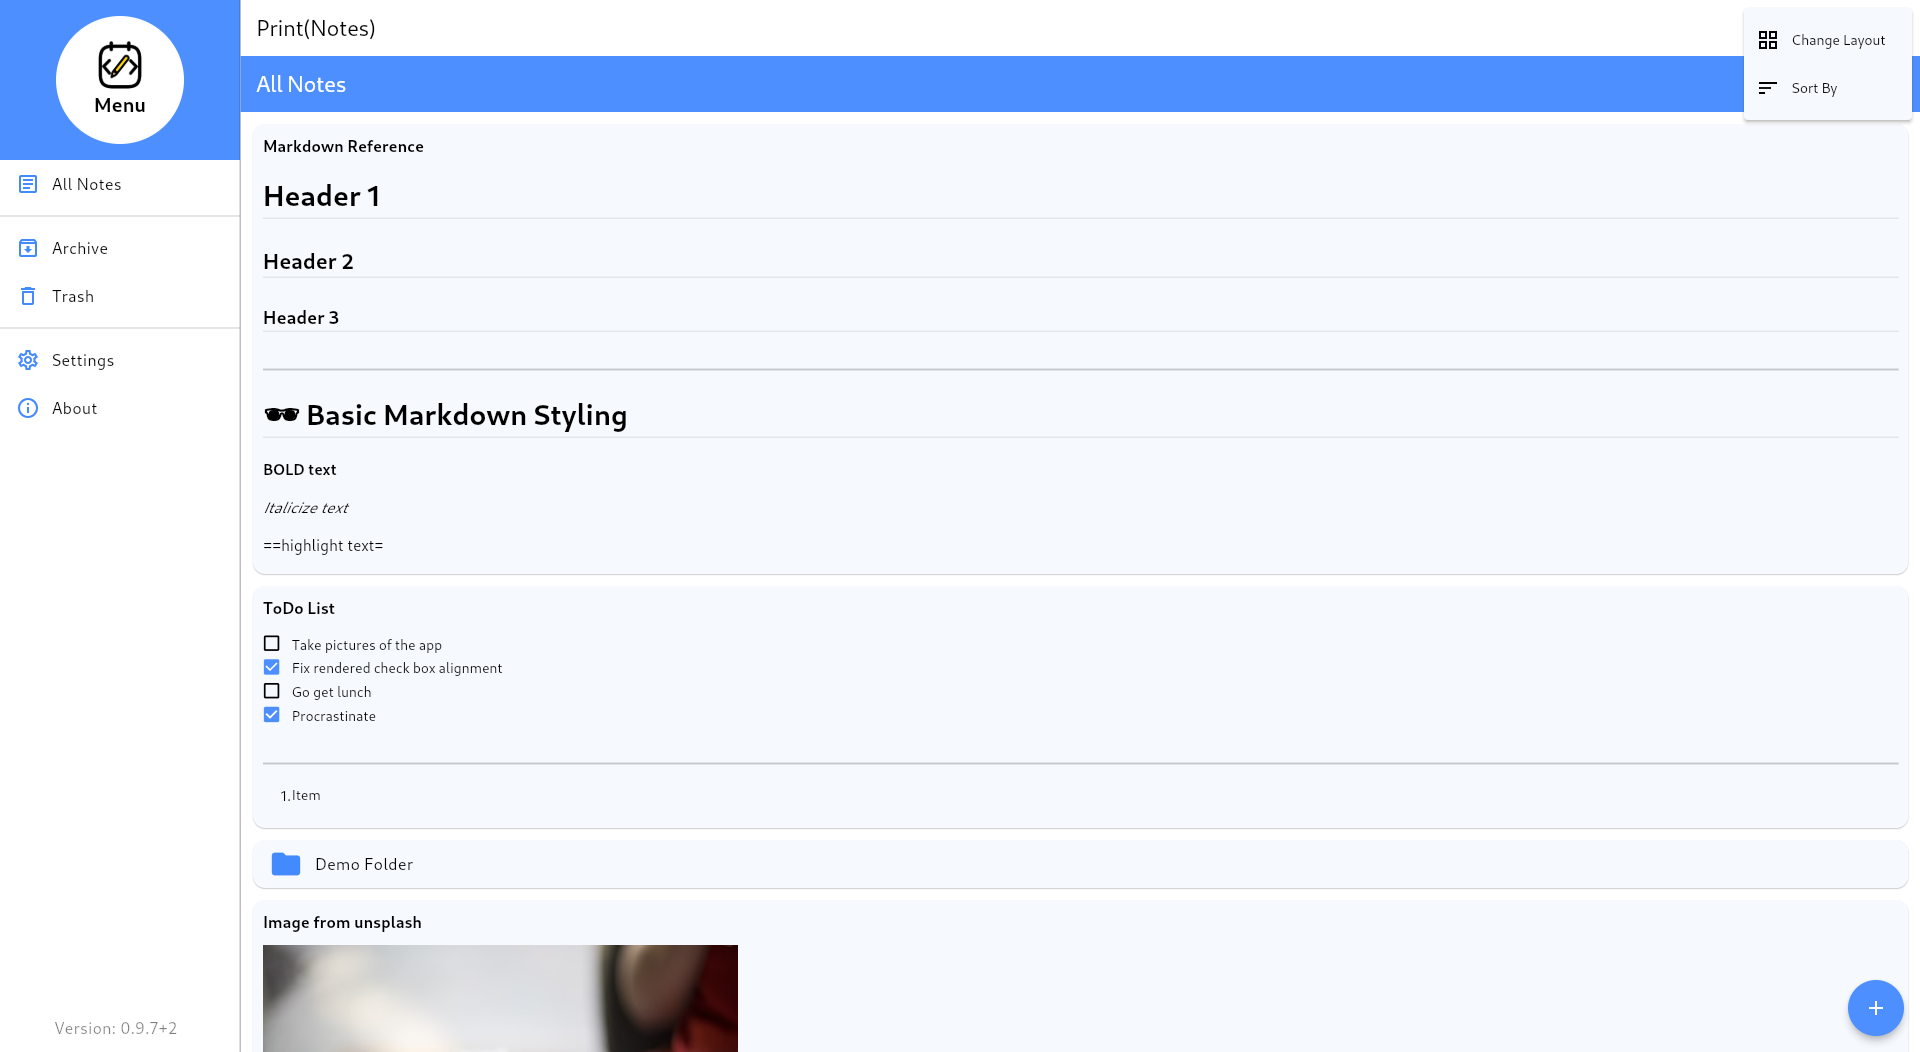 Menu
All Notes
Archive
Trash
Settings
About
Version: 0.9.7+2
Print(Notes)
All Notes
Change Layout
Sort By
Markdown Reference
Header 1
Header 2
Header 3
🕶️ Basic Markdown Styling
BOLD text
Italicize text
==highlight text=
ToDo List
Take pictures of the app
Fix rendered check box alignment
Go get lunch
Procrastinate
1. Item
Demo Folder
Image from unsplash